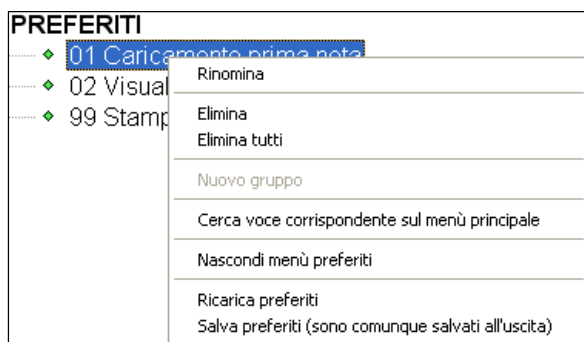 PREFERITI
01 Caricamento prima nota
02 Visual
99 Stamp
Rinomina
Elimina
Elimina tutti
Nuovo gruppo
Cerca voce corrispondente sul menù principale
Nascondi menù preferiti
Ricarica preferiti
Salva preferiti (sono comunque salvati all'uscita)